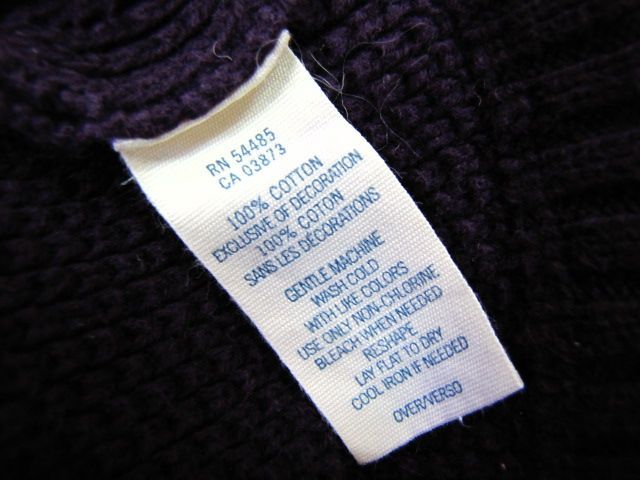 RN 54485
CA 03873
100% COTTON
EXCLUSIVE OF DECORATION
100% COTON
SANS LES DÉCORATIONS
GENTLE MACHINE
WASH COLD
WITH LIKE COLORS
USE ONLY NON-CHLORINE
BLEACH WHEN NEEDED
RESHAPE
LAY FLAT TO DRY
COOL IRON IF NEEDED
OVER/VERSO